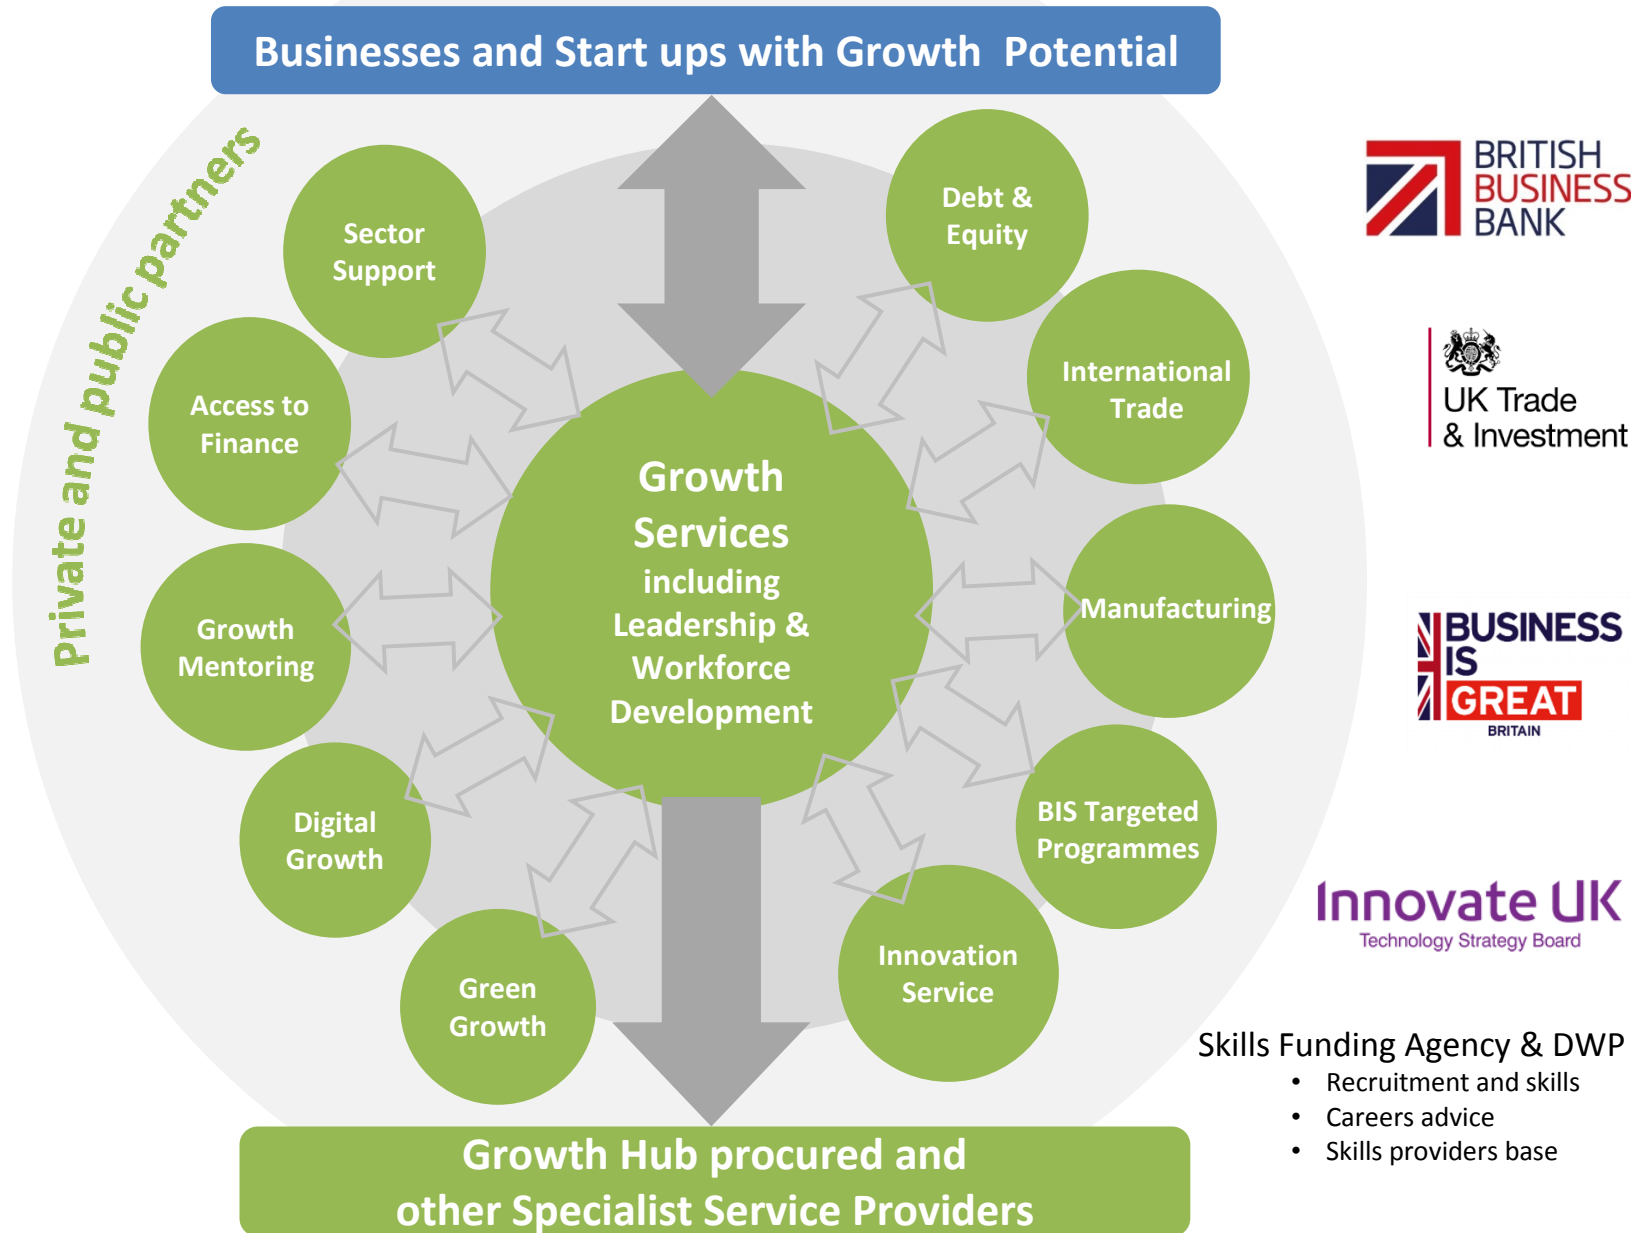 Businesses and Start ups with Growth  Potential
Private and public partners
Sector
Support
Access to
Finance
Growth
Mentoring
Digital
Growth
Green
Growth
Growth
Services
including
Leadership &
Workforce
Development
Debt &
Equity
International
Trade
Manufacturing
BIS Targeted
Programmes
Innovation
Service
Growth Hub procured and
other Specialist Service Providers
BRITISH
BUSINESS
BANK
UK Trade
& Investment
BUSINESS
IS
GREAT
BRITAIN
Innovate UK
Technology Strategy Board
Skills Funding Agency & DWP
• Recruitment and skills
• Careers advice
• Skills providers base